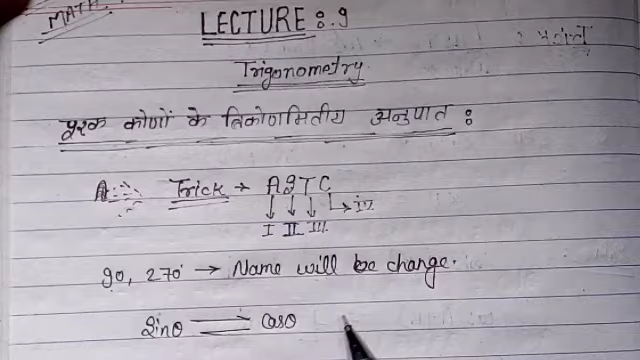 MATH
LECTURE : 9
Trigonometry
पूरक कोणों के त्रिकोणमितीय अनुपात :
Trick → ASTC
I II III IV
90, 270° → Name will be change.
Sinθ ⇌ Cosθ